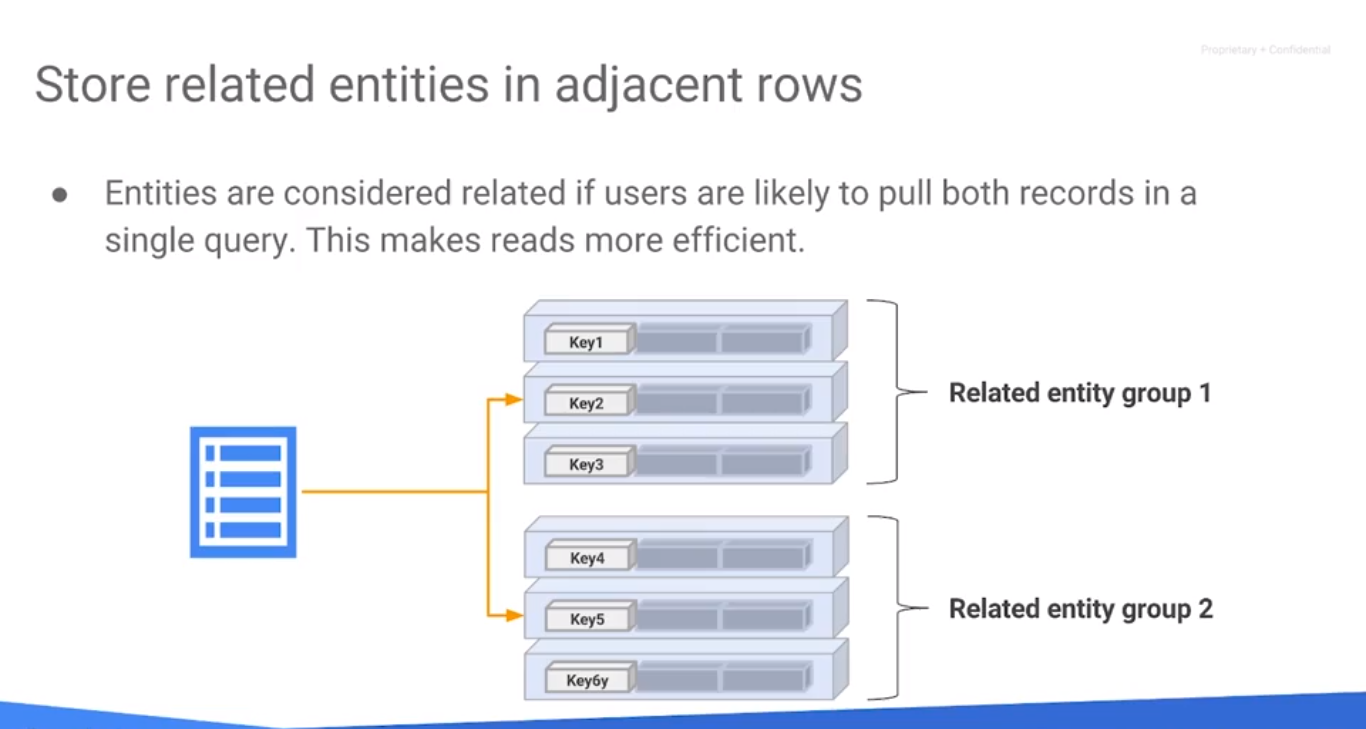 Proprietary + Confidential
Store related entities in adjacent rows
● Entities are considered related if users are likely to pull both records in a
single query. This makes reads more efficient.
Key1
Key2
Key3
Related entity group 1
Key4
Key5
Key6y
Related entity group 2